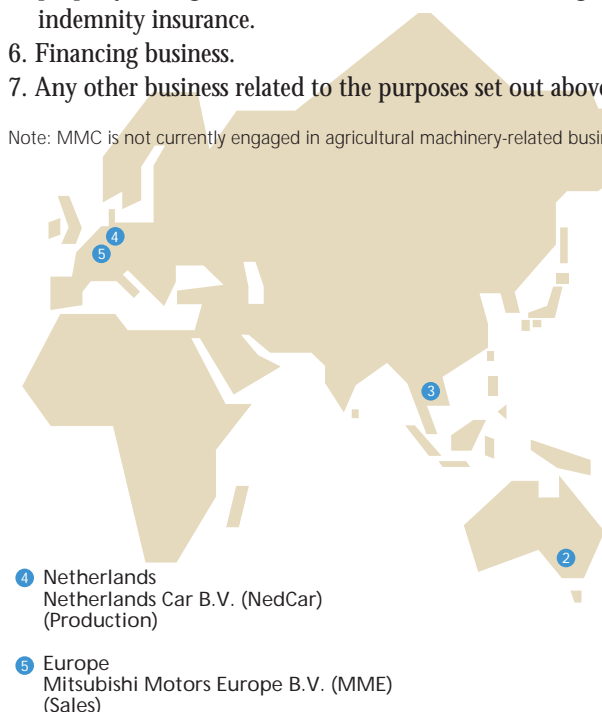 indemnity insurance.
6. Financing business.
7. Any other business related to the purposes set out above
Note: MMC is not currently engaged in agricultural machinery-related busi
4
5
3
2
4 Netherlands
Netherlands Car B.V. (NedCar)
(Production)
5 Europe
Mitsubishi Motors Europe B.V. (MME)
(Sales)